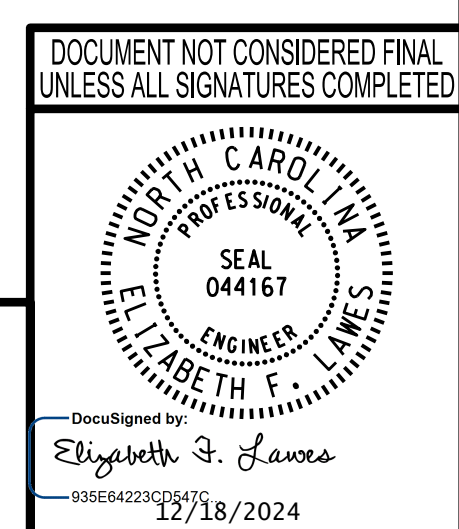 DOCUMENT NOT CONSIDERED FINAL
UNLESS ALL SIGNATURES COMPLETED
NORTH CAROLINA
PROFESSIONAL
SEAL
044167
ENGINEER
ELIZABETH F. LAWES
DocuSigned by:
Elizabeth F. Lawes
935E64223CD547C...
12/18/2024